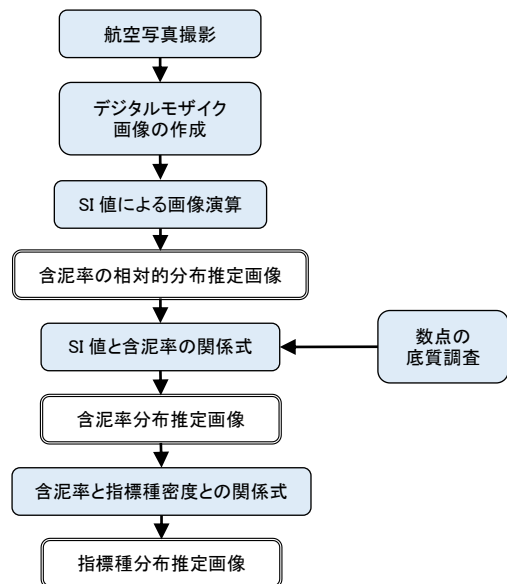 航空写真撮影
デジタルモザイク
画像の作成
SI 値による画像演算
含泥率の相対的分布推定画像
SI 値と含泥率の関係式
数点の
底質調査
含泥率分布推定画像
含泥率と指標種密度との関係式
指標種分布推定画像